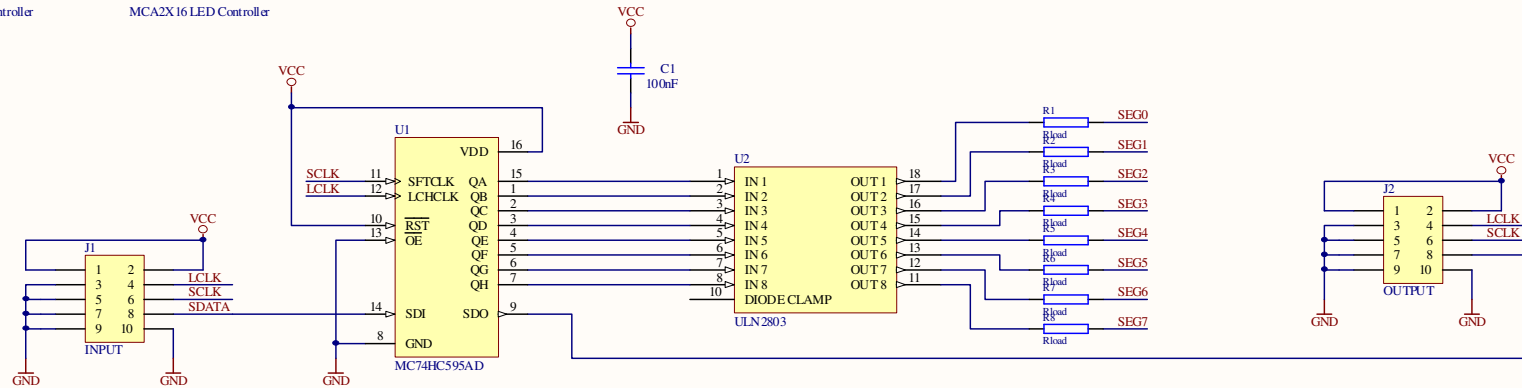 ntroller MCA2X16 LED Controller
VCC
C1
100nF
GND
VCC
U1
VDD 16
SCLK 11 SFTCLK QA 15
LCLK 12 LCHCLK QB 1
QC 2
10 RST QD 3
13 OE QE 4
QF 5
QG 6
QH 7
14 SDI SDO 9
8 GND
MC74HC595AD
GND
VCC
J1
1 2
3 4 LCLK
5 6 SCLK
7 8 SDATA
9 10
INPUT
GND GND
U2
1 IN 1 OUT 1 18
2 IN 2 OUT 2 17
3 IN 3 OUT 3 16
4 IN 4 OUT 4 15
5 IN 5 OUT 5 14
6 IN 6 OUT 6 13
7 IN 7 OUT 7 12
8 IN 8 OUT 8 11
10 DIODE CLAMP
ULN2803
R1 SEG0
Rload
R2 SEG1
Rload
R3 SEG2
Rload
R4 SEG3
Rload
R5 SEG4
Rload
R6 SEG5
Rload
R7 SEG6
Rload
R8 SEG7
Rload
VCC
J2
1 2
3 4 LCLK
5 6 SCLK
7 8
9 10
OUTPUT
GND GND